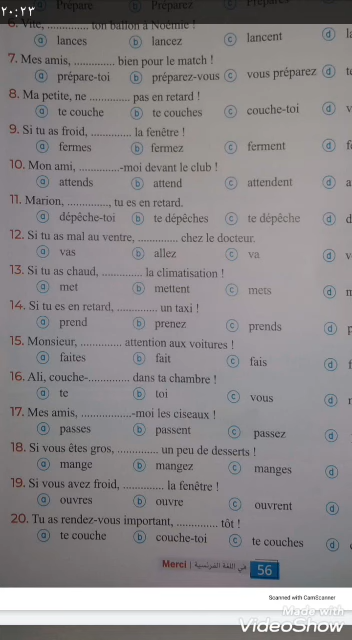 ٢٠:٢٣
a Prépare b Préparez c
6. Vite, .............. ton ballon à Noémie !
a lances b lancez c lancent d
7. Mes amis, .............. bien pour le match !
a prépare-toi b préparez-vous c vous préparez d
8. Ma petite, ne .............. pas en retard !
a te couche b te couches c couche-toi d
9. Si tu as froid, .............. la fenêtre !
a fermes b fermez c ferment d
10. Mon ami, ..............-moi devant le club !
a attends b attend c attendent d
11. Marion, .............., tu es en retard.
a dépêche-toi b te dépêches c te dépêche d
12. Si tu as mal au ventre, .............. chez le docteur.
a vas b allez c va d
13. Si tu as chaud, .............. la climatisation !
a met b mettent c mets d
14. Si tu es en retard, .............. un taxi !
a prend b prenez c prends d
15. Monsieur, .............. attention aux voitures !
a faites b fait c fais d
16. Ali, couche-.............. dans ta chambre !
a te b toi c vous d
17. Mes amis, ..............-moi les ciseaux !
a passes b passent c passez d
18. Si vous êtes gros, .............. un peu de desserts !
a mange b mangez c manges d
19. Si vous avez froid, .............. la fenêtre !
a ouvres b ouvre c ouvrent d
20. Tu as rendez-vous important, .............. tôt !
a te couche b couche-toi c te couches d
Merci ! في اللغة الفرنسية 56
Scanned with CamScanner
Made with
VideoShow